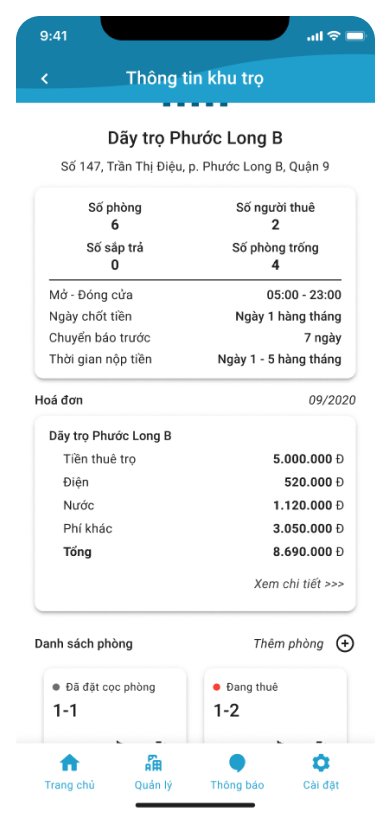 9:41
Thông tin khu trọ
Dãy trọ Phước Long B
Số 147, Trần Thị Điệu, p. Phước Long B, Quận 9
Số phòng Số người thuê
6 2
Số sắp trả Số phòng trống
0 4
Mở - Đóng cửa 05:00 - 23:00
Ngày chốt tiền Ngày 1 hàng tháng
Chuyển báo trước 7 ngày
Thời gian nộp tiền Ngày 1 - 5 hàng tháng
Hoá đơn 09/2020
Dãy trọ Phước Long B
Tiền thuê trọ 5.000.000 Đ
Điện 520.000 Đ
Nước 1.120.000 Đ
Phí khác 3.050.000 Đ
Tổng 8.690.000 Đ
Xem chi tiết >>>
Danh sách phòng Thêm phòng
Đã đặt cọc phòng Đang thuê
1-1 1-2
Trang chủ Quản lý Thông báo Cài đặt